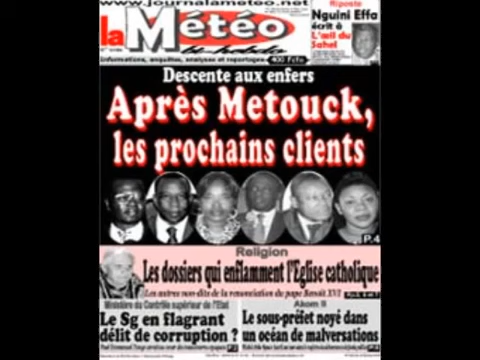 www.journalameteo.net
la Météo
bi-hebdo
Informations, enquêtes, analyses et reportages
400 Fcfa
Riposte
Nguini Effa
écrit à
L'œil du
Sahel
Descente aux enfers
Après Metouck,
les prochains clients
P.4
Religion
Les dossiers qui enflamment l'Eglise catholique
Les autres non-dits de la renonciation du pape Benoît XVI
Ministère du Contrôle supérieur de l'Etat
Le Sg en flagrant
délit de corruption ?
Akom II
Le sous-préfet noyé dans
un océan de malversations